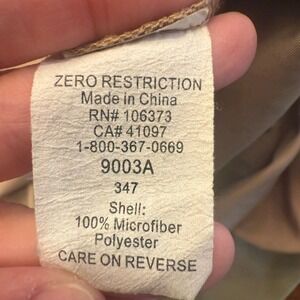 ZERO RESTRICTION
Made in China
RN# 106373
CA# 41097
1-800-367-0669
9003A
347
Shell:
100% Microfiber
Polyester
CARE ON REVERSE